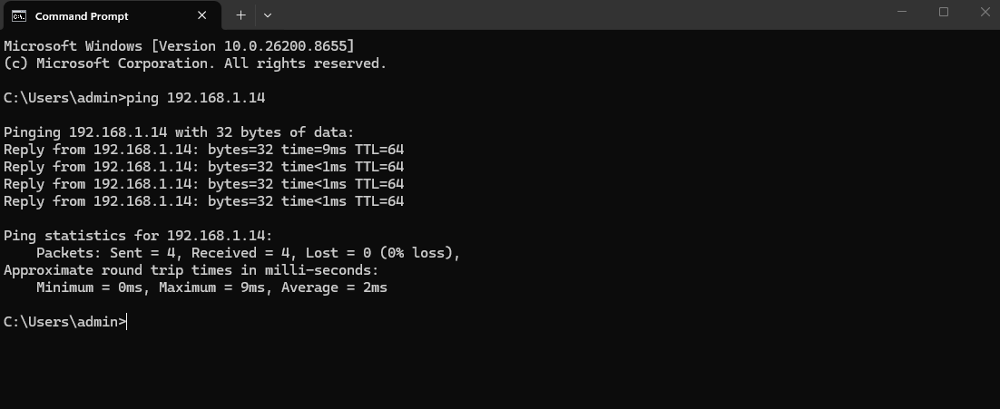 Command Prompt
Microsoft Windows [Version 10.0.26200.8655]
(c) Microsoft Corporation. All rights reserved.
C:\Users\admin>ping 192.168.1.14
Pinging 192.168.1.14 with 32 bytes of data:
Reply from 192.168.1.14: bytes=32 time=9ms TTL=64
Reply from 192.168.1.14: bytes=32 time<1ms TTL=64
Reply from 192.168.1.14: bytes=32 time<1ms TTL=64
Reply from 192.168.1.14: bytes=32 time<1ms TTL=64
Ping statistics for 192.168.1.14:
    Packets: Sent = 4, Received = 4, Lost = 0 (0% loss),
Approximate round trip times in milli-seconds:
    Minimum = 0ms, Maximum = 9ms, Average = 2ms
C:\Users\admin>